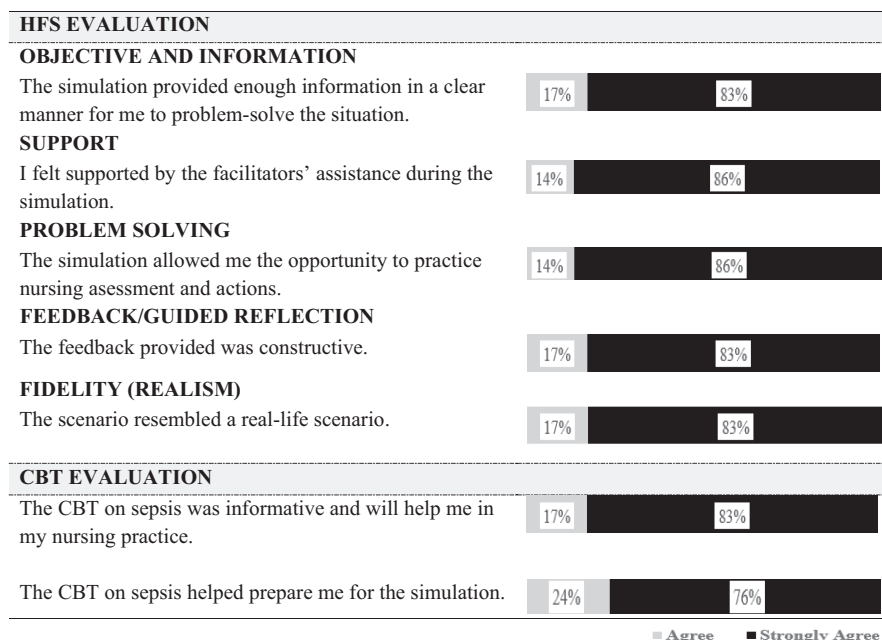 HFS EVALUATION
OBJECTIVE AND INFORMATION
The simulation provided enough information in a clear
manner for me to problem-solve the situation.
17% 83%
SUPPORT
I felt supported by the facilitators’ assistance during the
simulation.
14% 86%
PROBLEM SOLVING
The simulation allowed me the opportunity to practice
nursing asessment and actions.
14% 86%
FEEDBACK/GUIDED REFLECTION
The feedback provided was constructive.
17% 83%
FIDELITY (REALISM)
The scenario resembled a real-life scenario.
17% 83%
CBT EVALUATION
The CBT on sepsis was informative and will help me in
my nursing practice.
17% 83%
The CBT on sepsis helped prepare me for the simulation.
24% 76%
Agree Strongly Agree